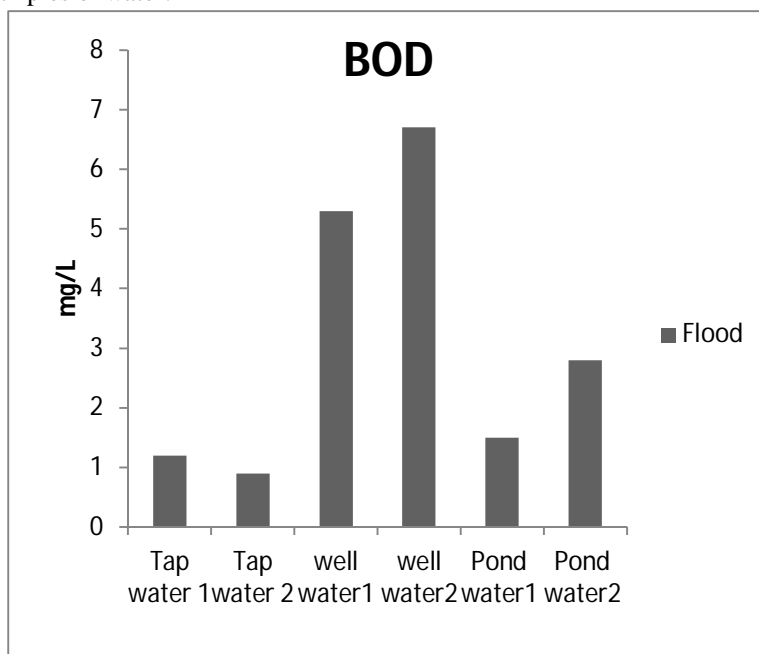 BOD
8
7
6
5
4
3
2
1
0
mg/L
Flood
Tap water 1
Tap water 2
well water1
well water2
Pond water1
Pond water2